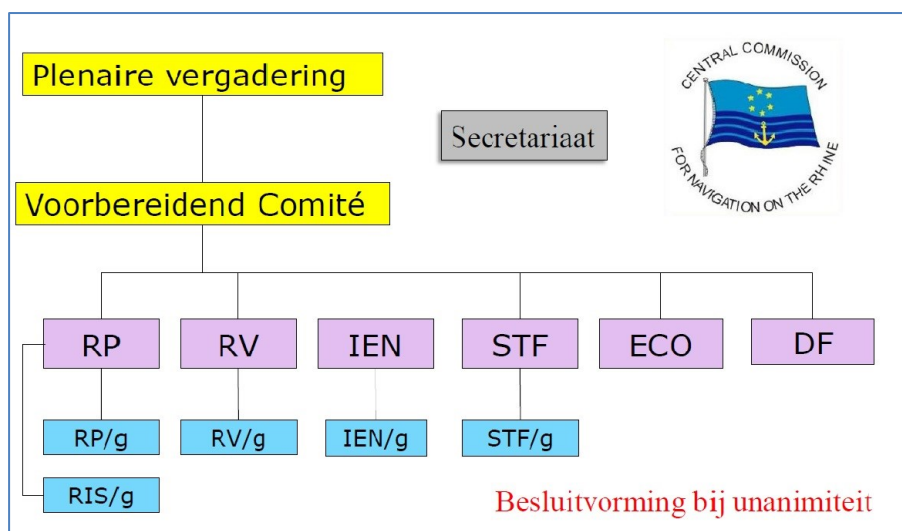 Plenaire vergadering
Secretariaat
CENTRAL COMMISSION
FOR NAVIGATION ON THE RHINE
Voorbereidend Comité
RP RV IEN STF ECO DF
RP/g RV/g IEN/g STF/g
RIS/g
Besluitvorming bij unanimiteit